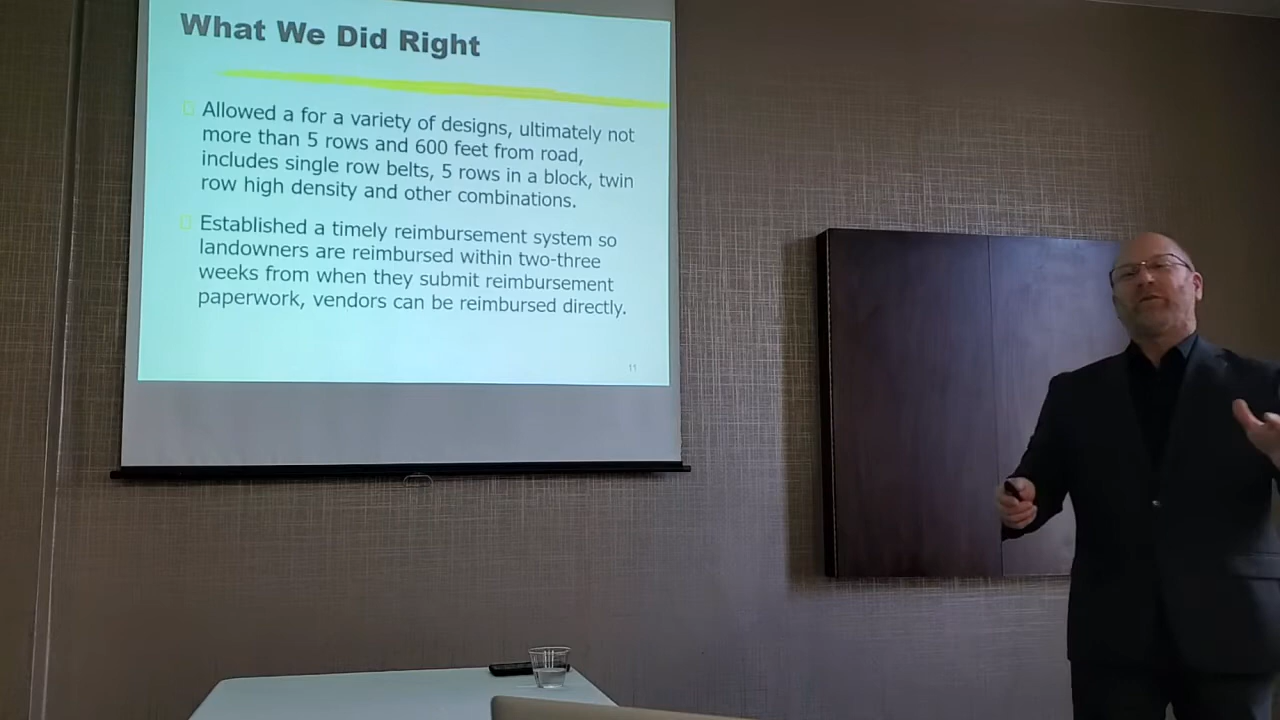 What We Did Right
Allowed a for a variety of designs, ultimately not
more than 5 rows and 600 feet from road,
includes single row belts, 5 rows in a block, twin
row high density and other combinations.
Established a timely reimbursement system so
landowners are reimbursed within two-three
weeks from when they submit reimbursement
paperwork, vendors can be reimbursed directly.
11